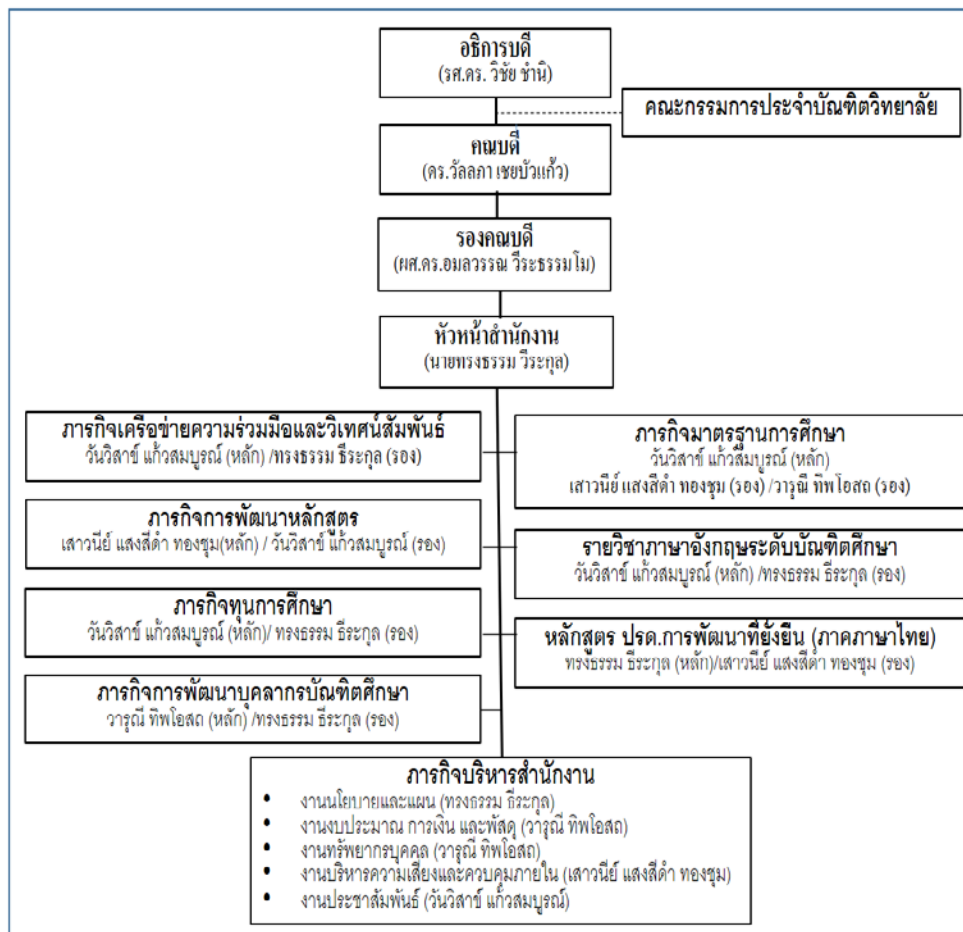 อธิการบดี
(รศ.ดร. วิชัย ชำนิ)
คณะกรรมการประจำบัณฑิตวิทยาลัย
คณบดี
(ดร.วัลลภา เชยบัวแก้ว)
รองคณบดี
(ผศ.ดร.อมลวรรณ วีระธรรมโม)
หัวหน้าสำนักงาน
(นายทรงธรรม วีระกุล)
ภารกิจเครือข่ายความร่วมมือและวิเทศน์สัมพันธ์
วันวิสาข์ แก้วสมบูรณ์ (หลัก) /ทรงธรรม ธีระกุล (รอง)
ภารกิจมาตรฐานการศึกษา
วันวิสาข์ แก้วสมบูรณ์ (หลัก)
เสาวนีย์ แสงสีดำ ทองชุม (รอง) /วารุณี ทิพโอสถ (รอง)
ภารกิจการพัฒนาหลักสูตร
เสาวนีย์ แสงสีดำ ทองชุม(หลัก) / วันวิสาข์ แก้วสมบูรณ์ (รอง)
รายวิชาภาษาอังกฤษระดับบัณฑิตศึกษา
วันวิสาข์ แก้วสมบูรณ์ (หลัก) /ทรงธรรม ธีระกุล (รอง)
ภารกิจทุนการศึกษา
วันวิสาข์ แก้วสมบูรณ์ (หลัก)/ ทรงธรรม ธีระกุล (รอง)
หลักสูตร ปรด.การพัฒนาที่ยั่งยืน (ภาคภาษาไทย)
ทรงธรรม ธีระกุล (หลัก)/เสาวนีย์ แสงสีดำ ทองชุม (รอง)
ภารกิจการพัฒนาบุคลากรบัณฑิตศึกษา
วารุณี ทิพโอสถ (หลัก) /ทรงธรรม ธีระกุล (รอง)
ภารกิจบริหารสำนักงาน
• งานนโยบายและแผน (ทรงธรรม ธีระกุล)
• งานงบประมาณ การเงิน และพัสดุ (วารุณี ทิพโอสถ)
• งานทรัพยากรบุคคล (วารุณี ทิพโอสถ)
• งานบริหารความเสี่ยงและควบคุมภายใน (เสาวนีย์ แสงสีดำ ทองชุม)
• งานประชาสัมพันธ์ (วันวิสาข์ แก้วสมบูรณ์)